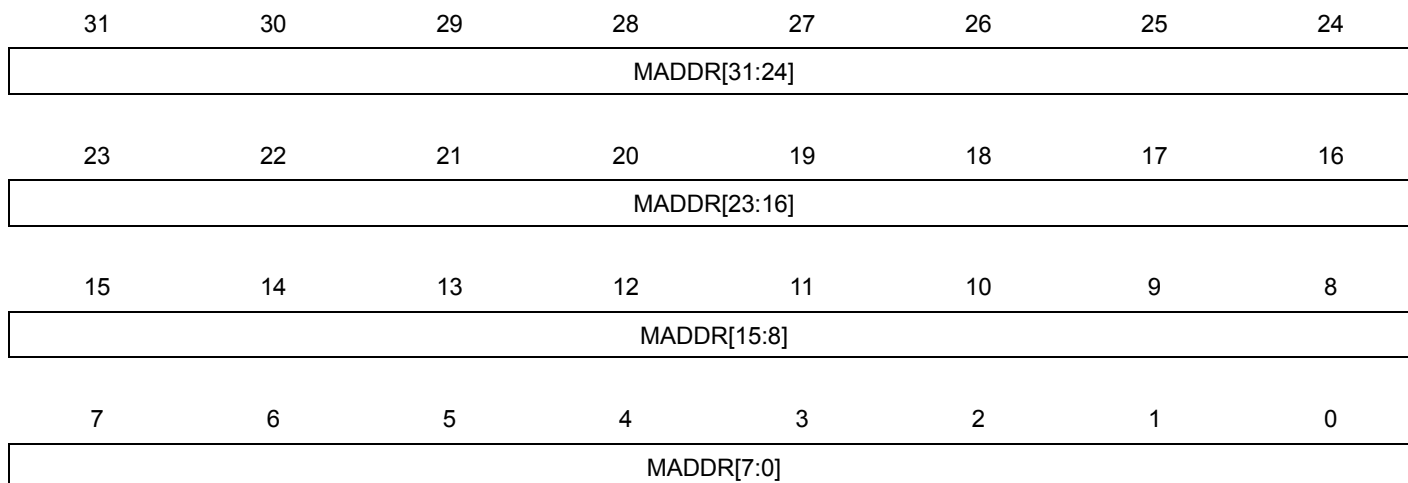 31 30 29 28 27 26 25 24
MADDR[31:24]
23 22 21 20 19 18 17 16
MADDR[23:16]
15 14 13 12 11 10 9 8
MADDR[15:8]
7 6 5 4 3 2 1 0
MADDR[7:0]